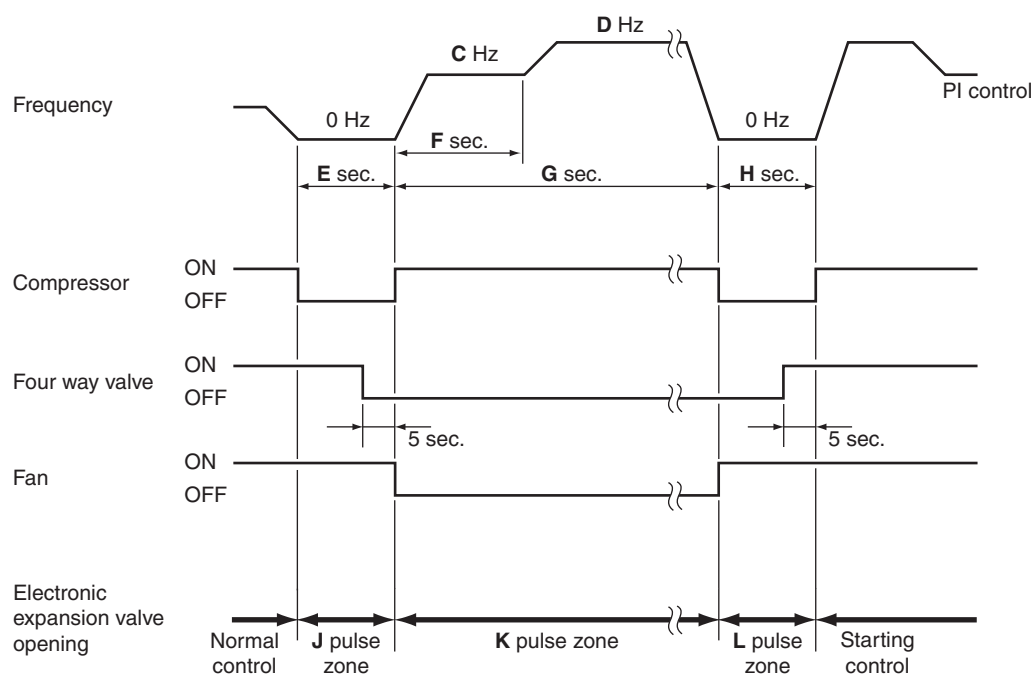 D Hz
C Hz
PI control
Frequency
0 Hz
0 Hz
F sec.
E sec.
G sec.
H sec.
ON
Compressor
OFF
ON
Four way valve
OFF
5 sec.
5 sec.
ON
Fan
OFF
Electronic
expansion valve
opening
Normal
control
J pulse
zone
K pulse zone
L pulse
zone
Starting
control